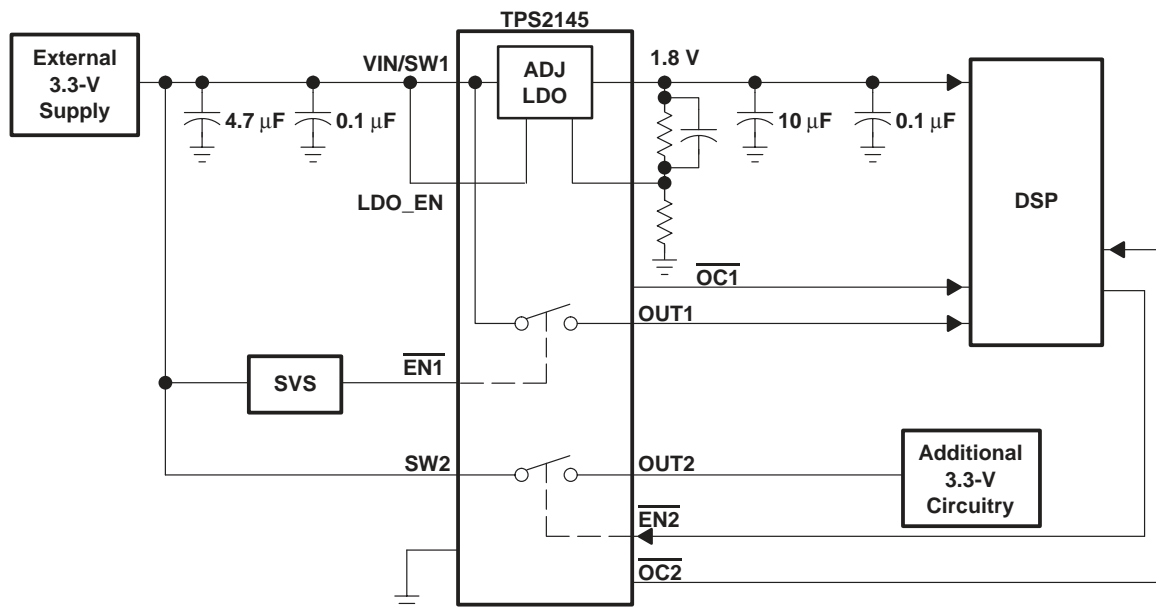 TPS2145
External
3.3-V
Supply
VIN/SW1
ADJ
LDO
1.8 V
4.7 μF
0.1 μF
10 μF
0.1 μF
LDO_EN
DSP
OC1
OUT1
EN1
SVS
SW2
OUT2
Additional
3.3-V
Circuitry
EN2
OC2